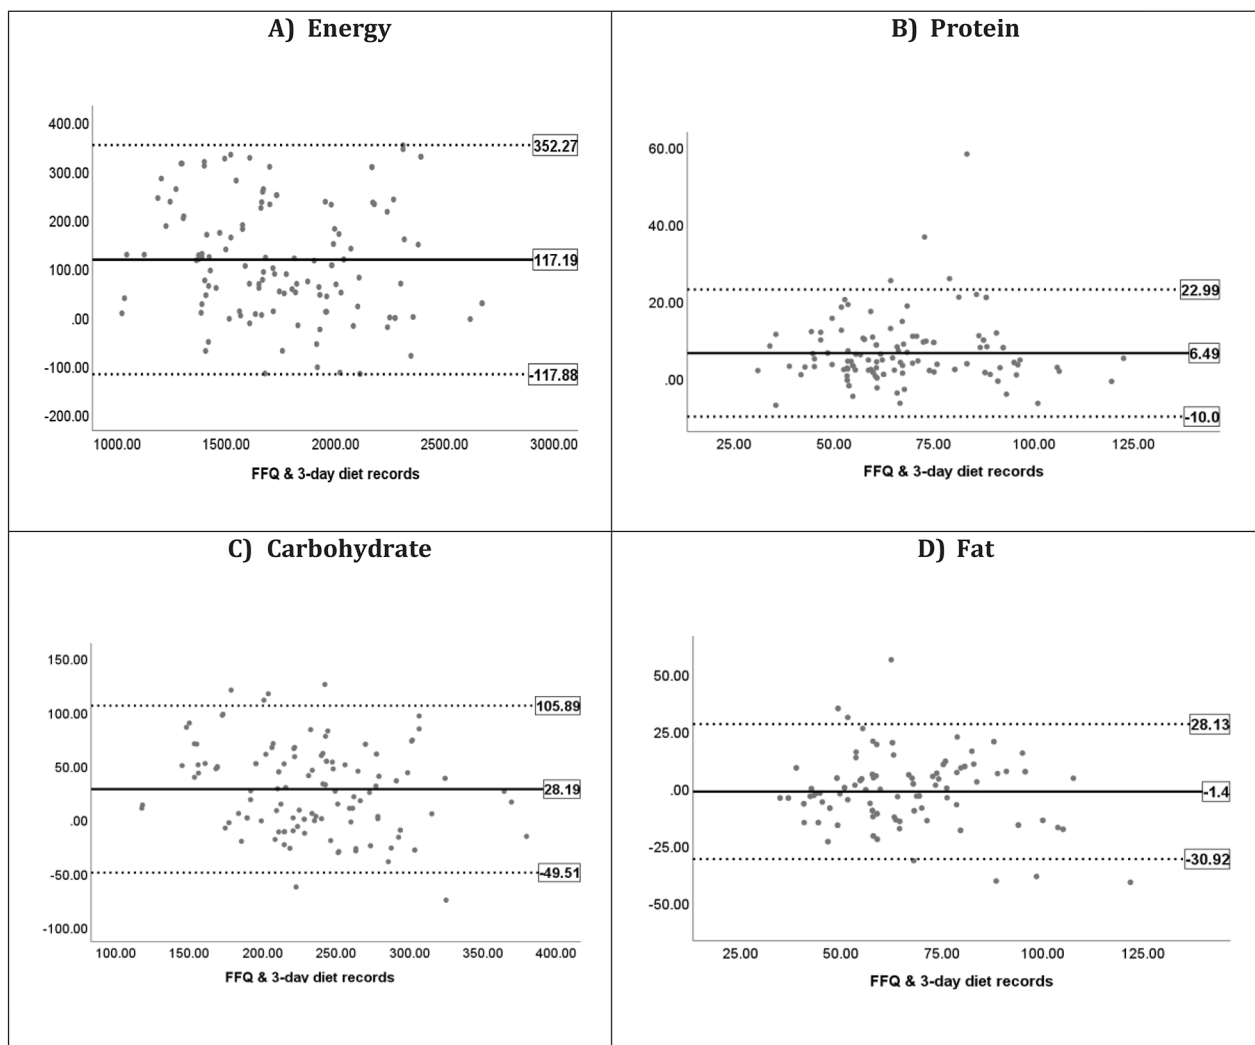 A) Energy
400.00
352.27
300.00
200.00
117.19
100.00
.00
-100.00
-117.88
-200.00
1000.00 1500.00 2000.00 2500.00 3000.00
FFQ & 3-day diet records
B) Protein
60.00
40.00
22.99
20.00
6.49
.00
-10.0
25.00 50.00 75.00 100.00 125.00
FFQ & 3-day diet records
C) Carbohydrate
150.00
105.89
100.00
50.00
28.19
.00
-49.51
-50.00
-100.00
100.00 150.00 200.00 250.00 300.00 350.00 400.00
FFQ & 3-day diet records
D) Fat
50.00
28.13
25.00
.00
-1.4
-25.00
-30.92
-50.00
25.00 50.00 75.00 100.00 125.00
FFQ & 3-day diet records